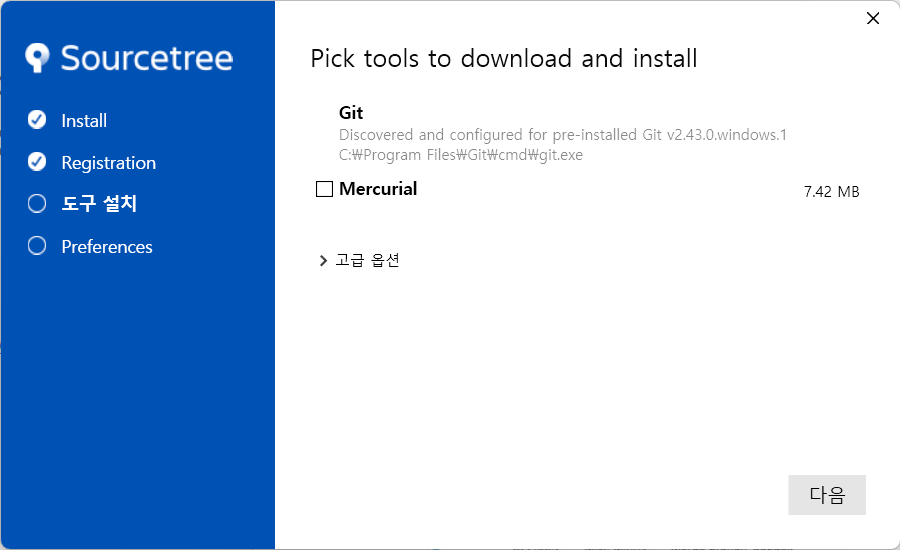 Sourcetree
Install
Registration
도구 설치
Preferences
Pick tools to download and install
Git
Discovered and configured for pre-installed Git v2.43.0.windows.1
C:₩Program Files₩Git₩cmd₩git.exe
Mercurial 7.42 MB
고급 옵션
다음